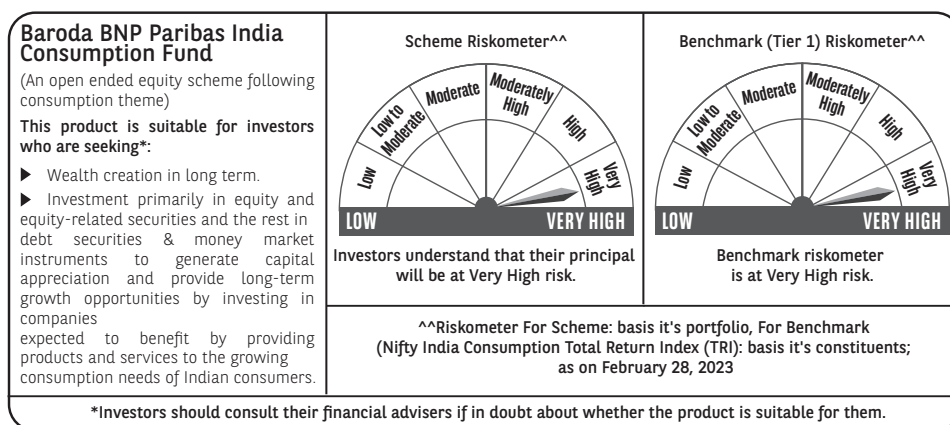 Baroda BNP Paribas India
Consumption Fund
(An open ended equity scheme following
consumption theme)
This product is suitable for investors
who are seeking*:
Wealth creation in long term.
Investment primarily in equity and
equity-related securities and the rest in
debt securities & money market
instruments to generate capital
appreciation and provide long-term
growth opportunities by investing in
companies
expected to benefit by providing
products and services to the growing
consumption needs of Indian consumers.
Scheme Riskometer^^
Low
Low to
Moderate
Moderate
Moderately
High
High
Very
High
LOW VERY HIGH
Investors understand that their principal
will be at Very High risk.
Benchmark (Tier 1) Riskometer^^
Low
Low to
Moderate
Moderate
Moderately
High
High
Very
High
LOW VERY HIGH
Benchmark riskometer
is at Very High risk.
^^Riskometer For Scheme: basis it's portfolio, For Benchmark
(Nifty India Consumption Total Return Index (TRI): basis it's constituents;
as on February 28, 2023
*Investors should consult their financial advisers if in doubt about whether the product is suitable for them.